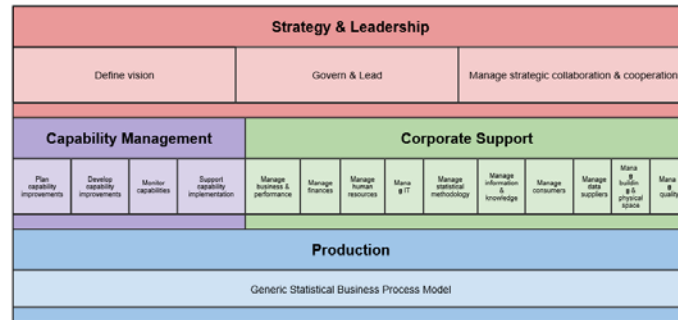 Strategy & Leadership
Define vision
Govern & Lead
Manage strategic collaboration & cooperation
Capability Management
Corporate Support
Plan
capability
improvements
Develop
capability
improvements
Monitor
capabilities
Support
capability
implementation
Manage
business &
performance
Manage
finances
Manage
human
resources
Mana
g IT
Manage
statistical
methodology
Manage
information
&
knowledge
Manage
consumers
Manage
data
suppliers
Mana
g
buildin
g &
physical
space
Mana
g
quality
Production
Generic Statistical Business Process Model